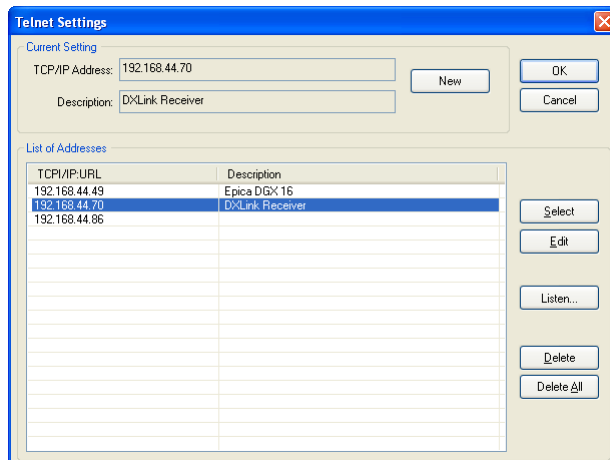 Telnet Settings
Current Setting
TCP/IP Address: 192.168.44.70
Description: DXLink Receiver
New
OK
Cancel
List of Addresses
TCPI/IP:URL Description
192.168.44.49 Epica DGX 16
192.168.44.70 DXLink Receiver
192.168.44.86
Select
Edit
Listen...
Delete
Delete All